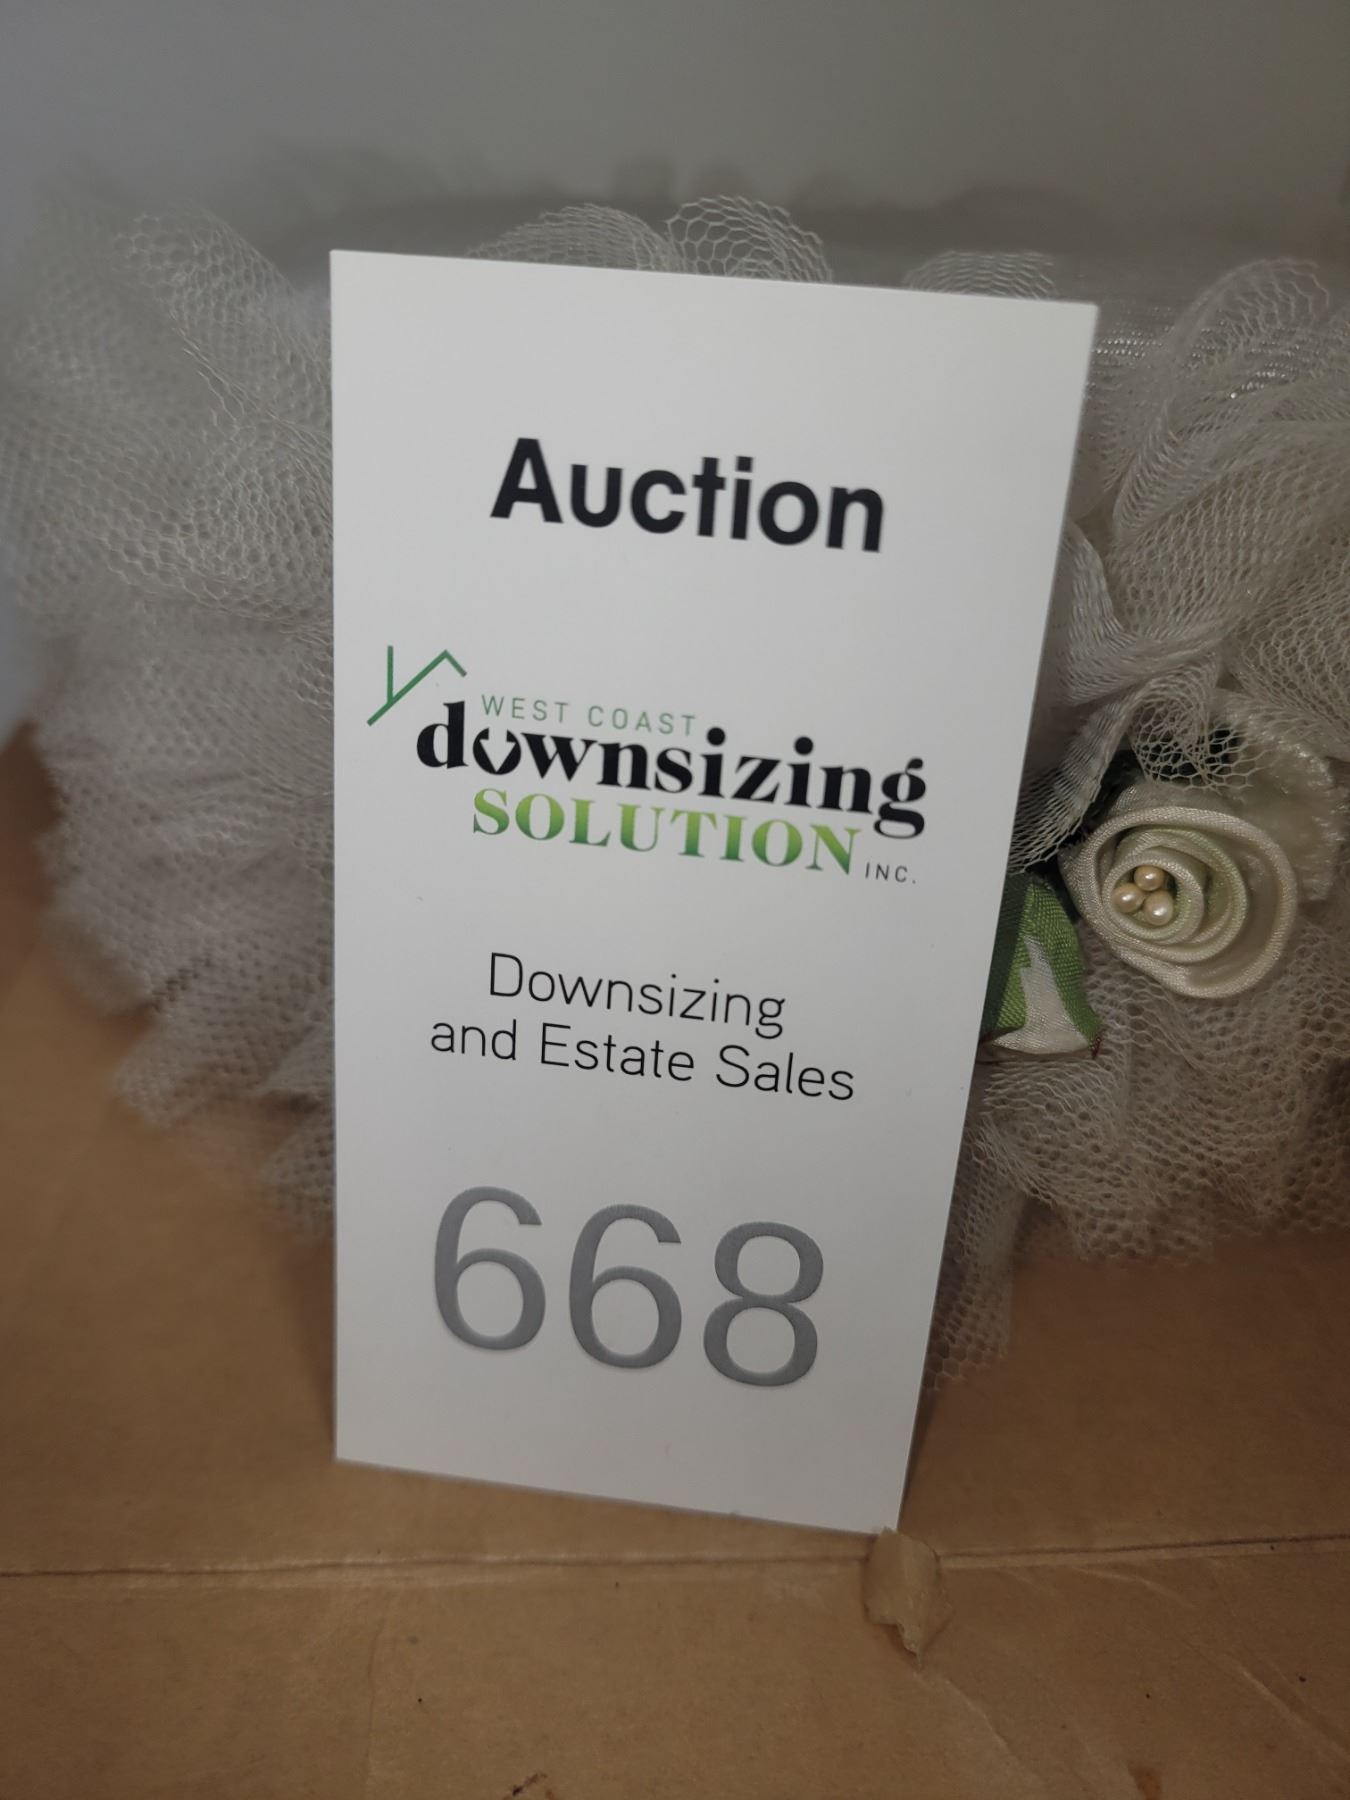 Auction
WEST COAST
downsizing
SOLUTION INC.
Downsizing
and Estate Sales
668